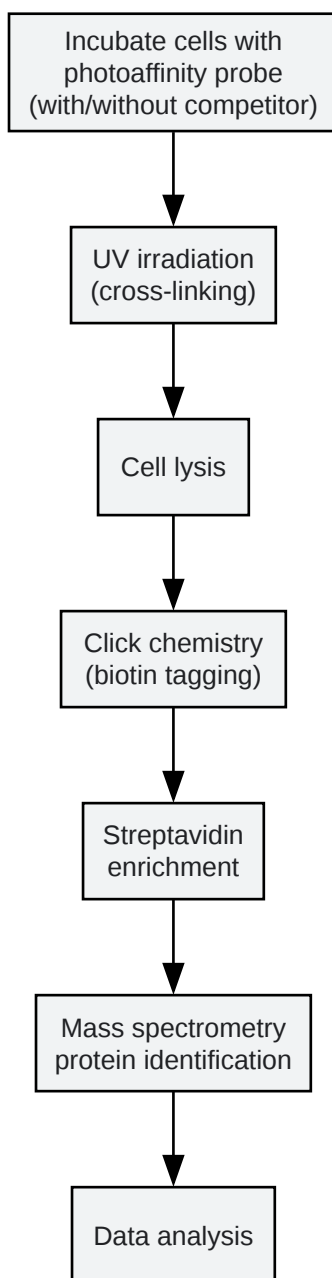 Incubate cells with
photoaffinity probe
(with/without competitor)
UV irradiation
(cross-linking)
Cell lysis
Click chemistry
(biotin tagging)
Streptavidin
enrichment
Mass spectrometry
protein identification
Data analysis